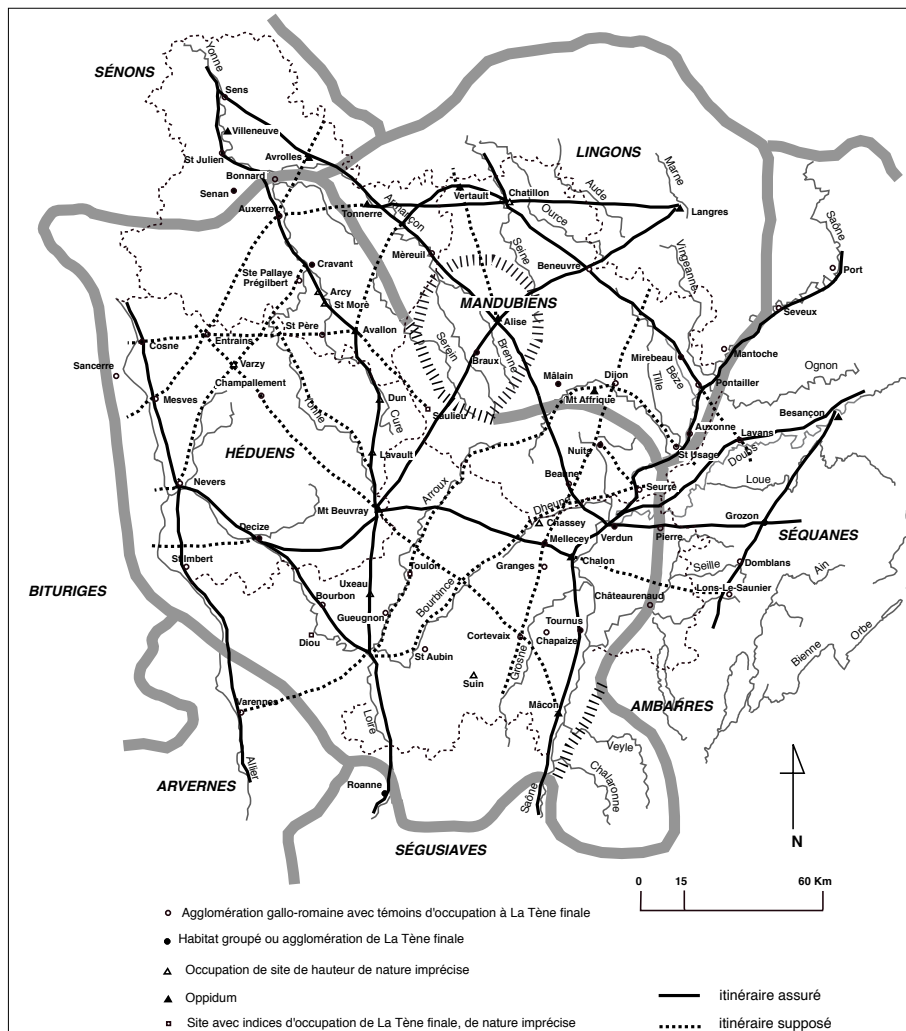 SÉNONS
Yonne
Sens
Villeneuve
St Julien
Avrolles
Bonnard
Senan
Auxerre
Tonnerre
Armançon
Vertault
Chatillon
LINGONS
Aude
Ource
Marne
Langres
Saône
Port
Seveux
Cravant
Ste Pallaye
Prégilbert
Arcy
St Moré
Mèreuil
Seine
Beneuvre
Vingeanne
MANDUBIENS
Alise
Cosne
Entrains
St Père
Avallon
Serein
Brenne
Braux
Mirebeau
Bèze
Tille
Mantoche
Ognon
Sancerre
Varzy
Champallement
Mâlain
Dijon
Pontailler
Mesves
Yonne
Dun
Cure
Saulieu
Mt Affrique
Besançon
HÉDUENS
Lavault
Nuits
Auxonne
St Usage
Lavans
Doubs
Nevers
Arroux
Beaune
Seurre
Loue
Mt Beuvray
Dheune
Chassey
Decize
Mellecey
Verdun
Pierre
Grozon
SÉQUANES
St Imbert
Toulon
Granges
Chalon
Seille
Domblans
Ain
BITURIGES
Uxeau
Bourbon
Bourbince
Châteaurenaud
Lons-Le-Saunier
Gueugnon
Cortevaix
Tournus
Chapaize
Bienne
Orbe
Diou
St Aubin
Grosne
Suin
Varennes
Mâcon
AMBARRES
Loire
Veyle
ARVERNES
Allier
Chalaronne
Roanne
Saône
SÉGUSIAVES
N
0 15 60 Km
Agglomération gallo-romaine avec témoins d'occupation à La Tène finale
Habitat groupé ou agglomération de La Tène finale
Occupation de site de hauteur de nature imprécise
Oppidum
Site avec indices d'occupation de La Tène finale, de nature imprécise
itinéraire assuré
itinéraire supposé